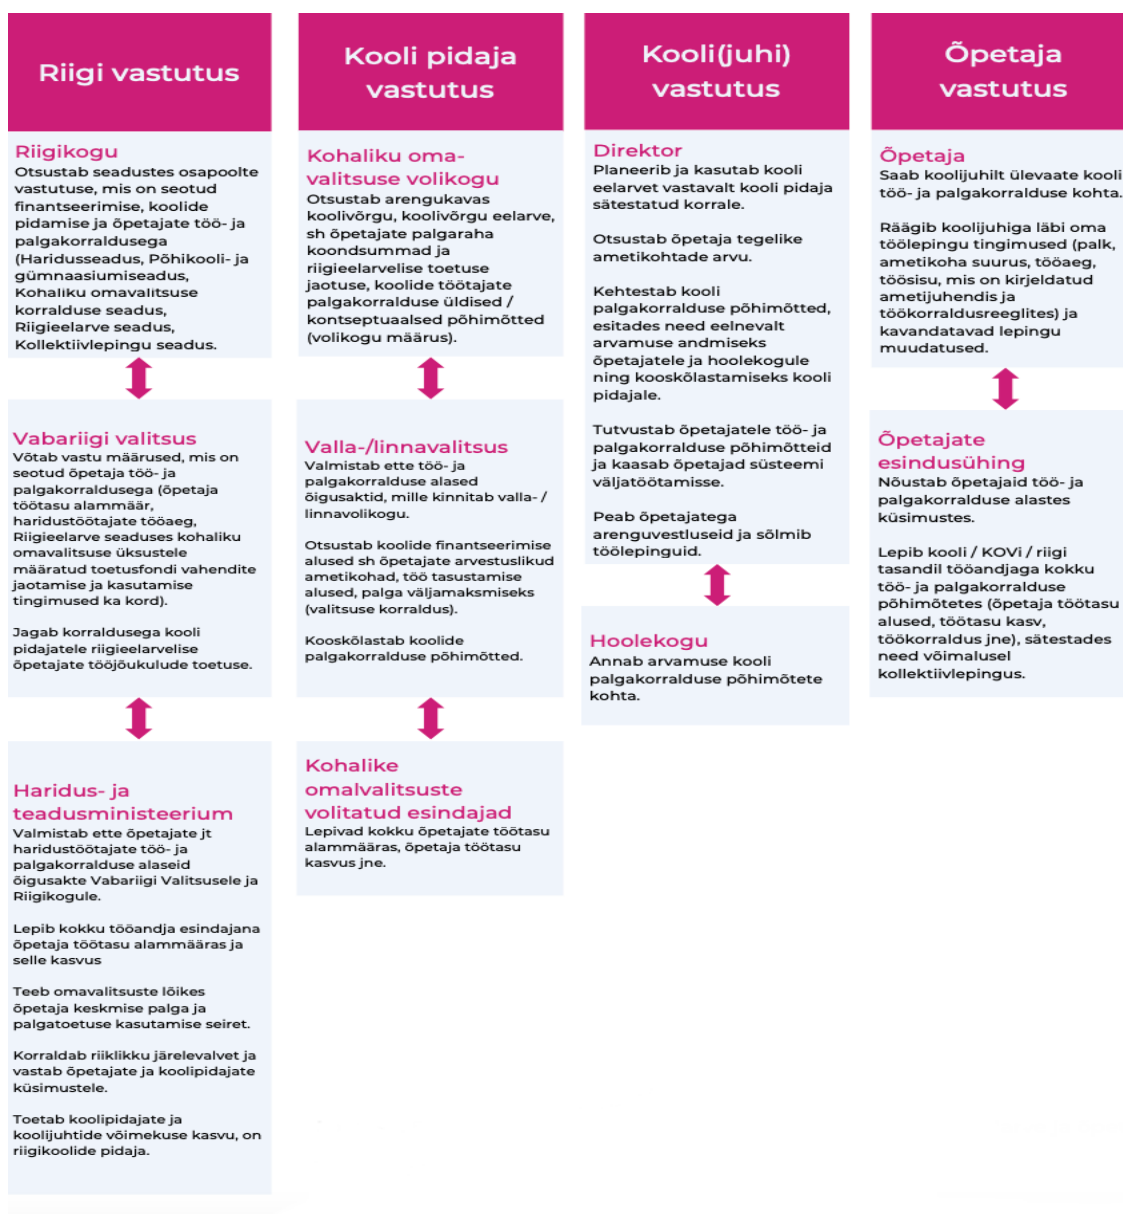 Riigi vastutus
Riigikogu
Otsustab seadustes osapoolte
vastutuse, mis on seotud
finantseerimise, koolide
pidamise ja õpetajate töö- ja
palgakorraldusega
(Haridusseadus, Põhikooli- ja
gümnaasiumiseadus,
Kohaliku omavalitsuse
korralduse seadus,
Riigieelarve seadus,
Kollektiivlepingu seadus.
Vabariigi valitsus
Võtab vastu määrused, mis on
seotud õpetaja töö- ja
palgakorraldusega (õpetaja
töötasu alammäär,
haridustöötajate tööaeg,
Riigieelarve seaduses kohaliku
omavalitsuse üksustele
määratud toetusfondi vahendite
jaotamise ja kasutamise
tingimused ka kord).
Jagab korraldusega kooli
pidajatele riigieelarvelise
õpetajate tööjõukulude toetuse.
Haridus- ja
teadusministeerium
Valmistab ette õpetajate jt
haridustöötajate töö- ja
palgakorralduse alaseid
õigusakte Vabariigi Valitsusele ja
Riigikogule.
Lepib kokku tööandja esindajana
õpetaja töötasu alammääras ja
selle kasvus
Teeb omavalitsuste lõikes
õpetaja keskmise palga ja
palgatoetuse kasutamise seiret.
Korraldab riiklikku järelevalvet ja
vastab õpetajate ja koolipidajate
küsimustele.
Toetab koolipidajate ja
koolijuhtide võimekuse kasvu, on
riigikoolide pidaja.
Kooli pidaja
vastutus
Kohaliku oma-
valitsuse volikogu
Otsustab arengukavas
koolivõrgu, koolivõrgu eelarve,
sh õpetajate palgaraha
koondsummad ja
riigieelarvelise toetuse
jaotuse, koolide töötajate
palgakorralduse üldised /
kontseptuaalsed põhimõtted
(volikogu määrus).
Valla-/linnavalitsus
Valmistab ette töö- ja
palgakorralduse alased
õigusaktid, mille kinnitab valla- /
linnavolikogu.
Otsustab koolide finantseerimise
alused sh õpetajate arvestuslikud
ametikohad, töö tasustamise
alused, palga väljamaksmiseks
(valitsuse korraldus).
Kooskõlastab koolide
palgakorralduse põhimõtted.
Kohalike
omalvalitsuste
volitatud esindajad
Lepivad kokku õpetajate töötasu
alammääras, õpetaja töötasu
kasvus jne.
Kooli(juhi)
vastutus
Direktor
Planeerib ja kasutab kooli
eelarvet vastavalt kooli pidaja
sätestatud korrale.
Otsustab õpetaja tegelike
ametikohtade arvu.
Kehtestab kooli
palgakorralduse põhimõtted,
esitades need eelnevalt
arvamuse andmiseks
õpetajatele ja hoolekogule
ning kooskõlastamiseks kooli
pidajale.
Tutvustab õpetajatele töö- ja
palgakorralduse põhimõtteid
ja kaasab õpetajad süsteemi
väljatöötamisse.
Peab õpetajatega
arenguvestluseid ja sõlmib
töölepinguid.
Hoolekogu
Annab arvamuse kooli
palgakorralduse põhimõtete
kohta.
Õpetaja
vastutus
Õpetaja
Saab koolijuhilt ülevaate kooli
töö- ja palgakorralduse kohta.
Räägib koolijuhiga läbi oma
töölepingu tingimused (palk,
ametikoha suurus, tööaeg,
töösisu, mis on kirjeldatud
ametijuhendis ja
töökorraldusreeglites) ja
kavandatavad lepingu
muudatused.
Õpetajate
esindusühing
Nõustab õpetajaid töö- ja
palgakorralduse alastes
küsimustes.
Lepib kooli / KOVi / riigi
tasandil tööandjaga kokku
töö- ja palgakorralduse
põhimõtetes (õpetaja töötasu
alused, töötasu kasv,
töökorraldus jne), sätestades
need võimalusel
kollektiivlepingus.